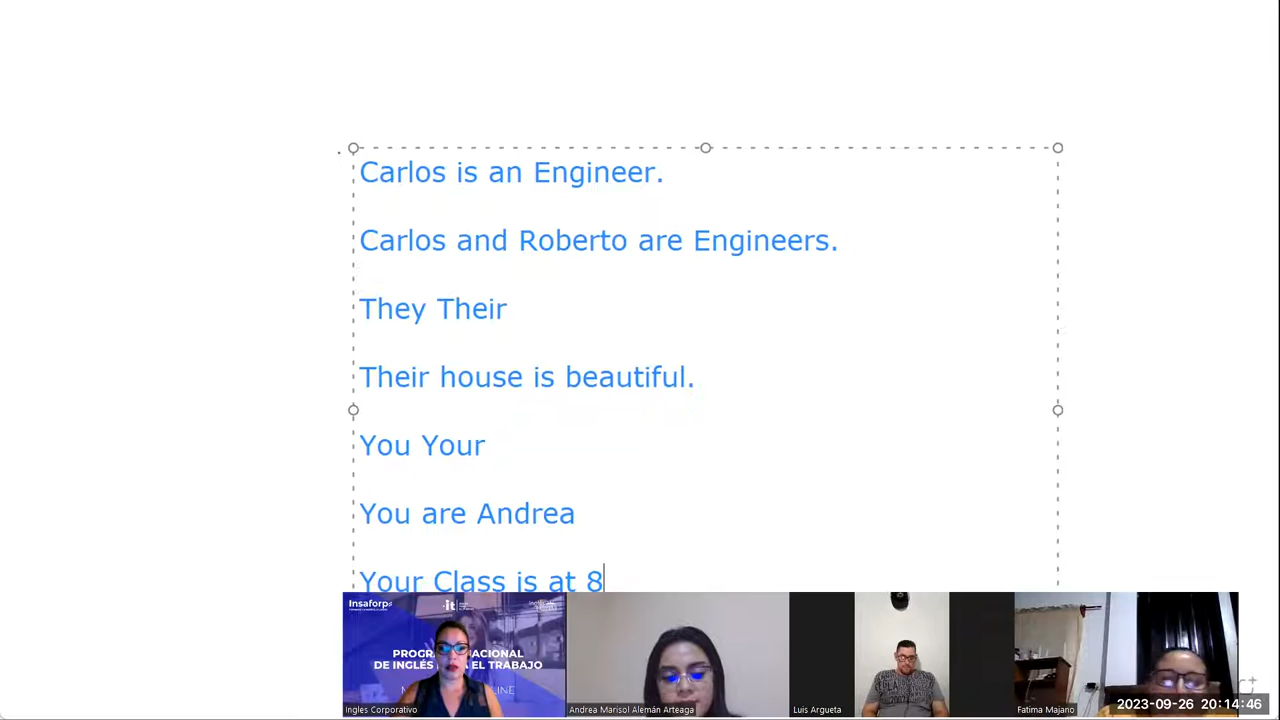 Carlos is an Engineer.
Carlos and Roberto are Engineers.
They Their
Their house is beautiful.
You Your
You are Andrea
Your Class is at 8
Insaforp
PROGR ACIONAL
DE INGLÉS EL TRABAJO
LINE
Ingles Corporativo
Andrea Marisol Alemán Arteaga
Luis Argueta
Fatima Majano
2023-09-26 20:14:46